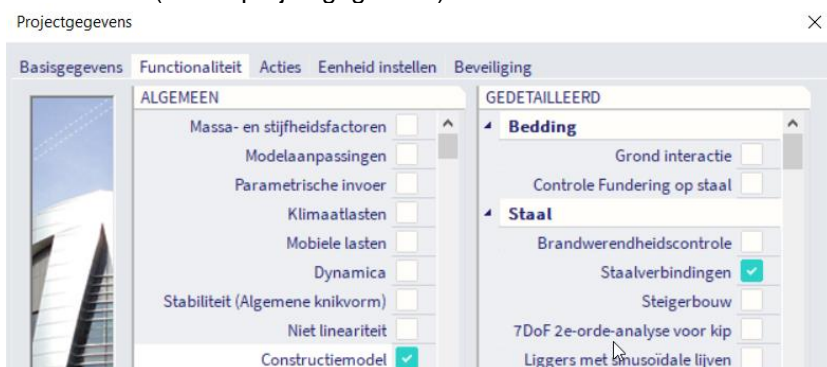 Projectgegevens
Basisgegevens Functionaliteit Acties Eenheid instellen Beveiliging
ALGEMEEN
Massa- en stijfheidsfactoren
Modelaanpassingen
Parametrische invoer
Klimaatlasten
Mobiele lasten
Dynamica
Stabiliteit (Algemene knikvorm)
Niet lineariteit
Constructiemodel
GEDETAILLEERD
Bedding
Grond interactie
Controle Fundering op staal
Staal
Brandwerendheidscontrole
Staalverbindingen
Steigerbouw
7DoF 2e-orde-analyse voor kip
Liggers met sinusoïdale lijven